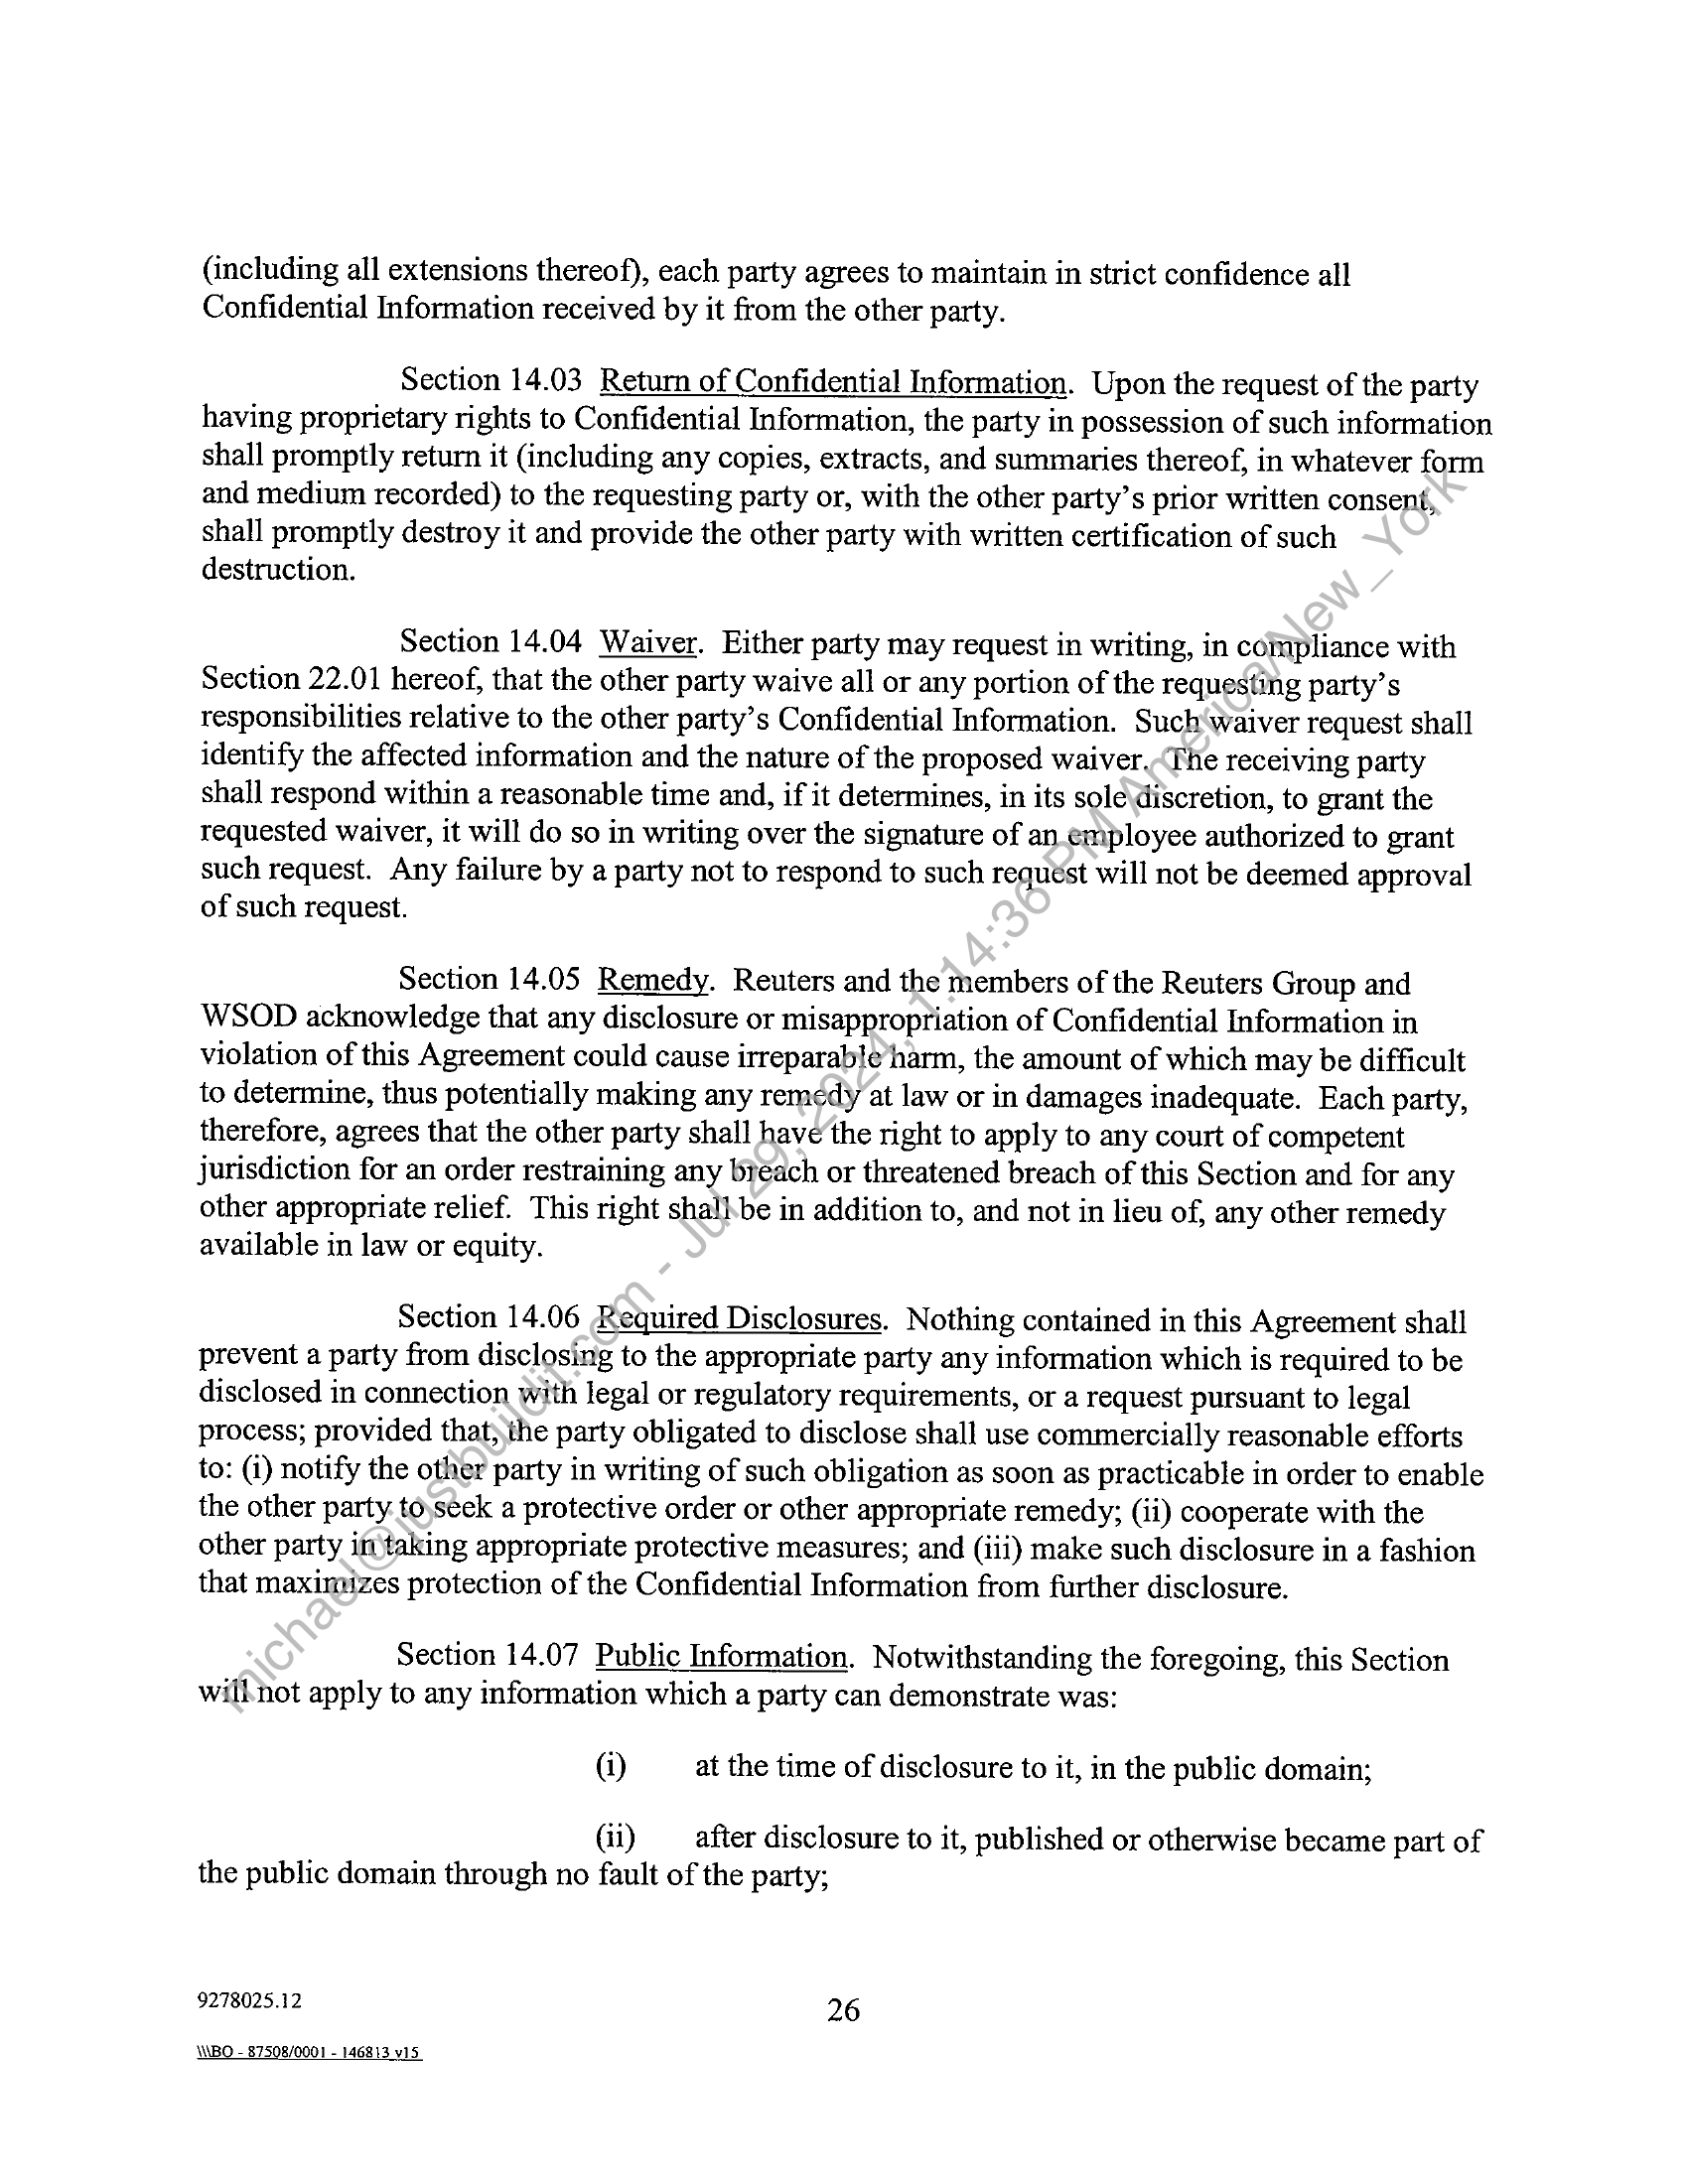 (including all extensions thereof), each party agrees to maintain in strict confidence all
Confidential Information received by it from the other party.
Section 14.03 Return of Confidential Information. Upon the request of the party
having proprietary rights to Confidential Information, the party in possession of such information
shall promptly return it (including any copies, extracts, and summaries thereof, in whatever form
and medium recorded) to the requesting party or, with the other party's prior written consent,
shall promptly destroy it and provide the other party with written certification of such
destruction.
Section 14.04 Waiver. Either party may request in writing, in compliance with
Section 22.01 hereof, that the other party waive all or any portion of the requesting party's
responsibilities relative to the other party's Confidential Information. Such waiver request shall
identify the affected information and the nature of the proposed waiver. The receiving party
shall respond within a reasonable time and, if it determines, in its sole discretion, to grant the
requested waiver, it will do so in writing over the signature of an employee authorized to grant
such request. Any failure by a party not to respond to such request will not be deemed approval
of such request.
Section 14.05 Remedy. Reuters and the members of the Reuters Group and
WSOD acknowledge that any disclosure or misappropriation of Confidential Information in
violation of this Agreement could cause irreparable harm, the amount of which may be difficult
to determine, thus potentially making any remedy at law or in damages inadequate. Each party,
therefore, agrees that the other party shall have the right to apply to any court of competent
jurisdiction for an order restraining any breach or threatened breach of this Section and for any
other appropriate relief. This right shall be in addition to, and not in lieu of, any other remedy
available in law or equity.
Section 14.06 Required Disclosures. Nothing contained in this Agreement shall
prevent a party from disclosing to the appropriate party any information which is required to be
disclosed in connection with legal or regulatory requirements, or a request pursuant to legal
process; provided that, the party obligated to disclose shall use commercially reasonable efforts
to: (i) notify the other party in writing of such obligation as soon as practicable in order to enable
the other party to seek a protective order or other appropriate remedy; (ii) cooperate with the
other party in taking appropriate protective measures; and (iii) make such disclosure in a fashion
that maximizes protection of the Confidential Information from further disclosure.
Section 14.07 Public Information. Notwithstanding the foregoing, this Section
will not apply to any information which a party can demonstrate was:
(i) at the time of disclosure to it, in the public domain;
(ii) after disclosure to it, published or otherwise became part of
the public domain through no fault of the party;
9278025.12
26
\\\BO - 87508/0001 - 146813 v15
michael@justbuildit.com - Jul 29, 2024, 1:14:36 PM America/New_York